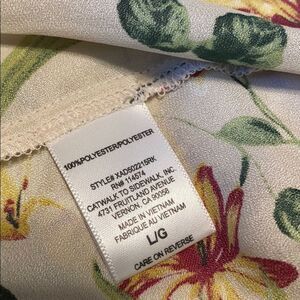 100%POLYESTER/POLYESTER
STYLE# XAD502215RK
RN# 114574
CATWALK TO SIDEWALK, INC.
4731 FRUITLAND AVENUE
VERNON, CA 90058
MADE IN VIETNAM
FABRIQUE AU VIETNAM
L/G
CARE ON REVERSE